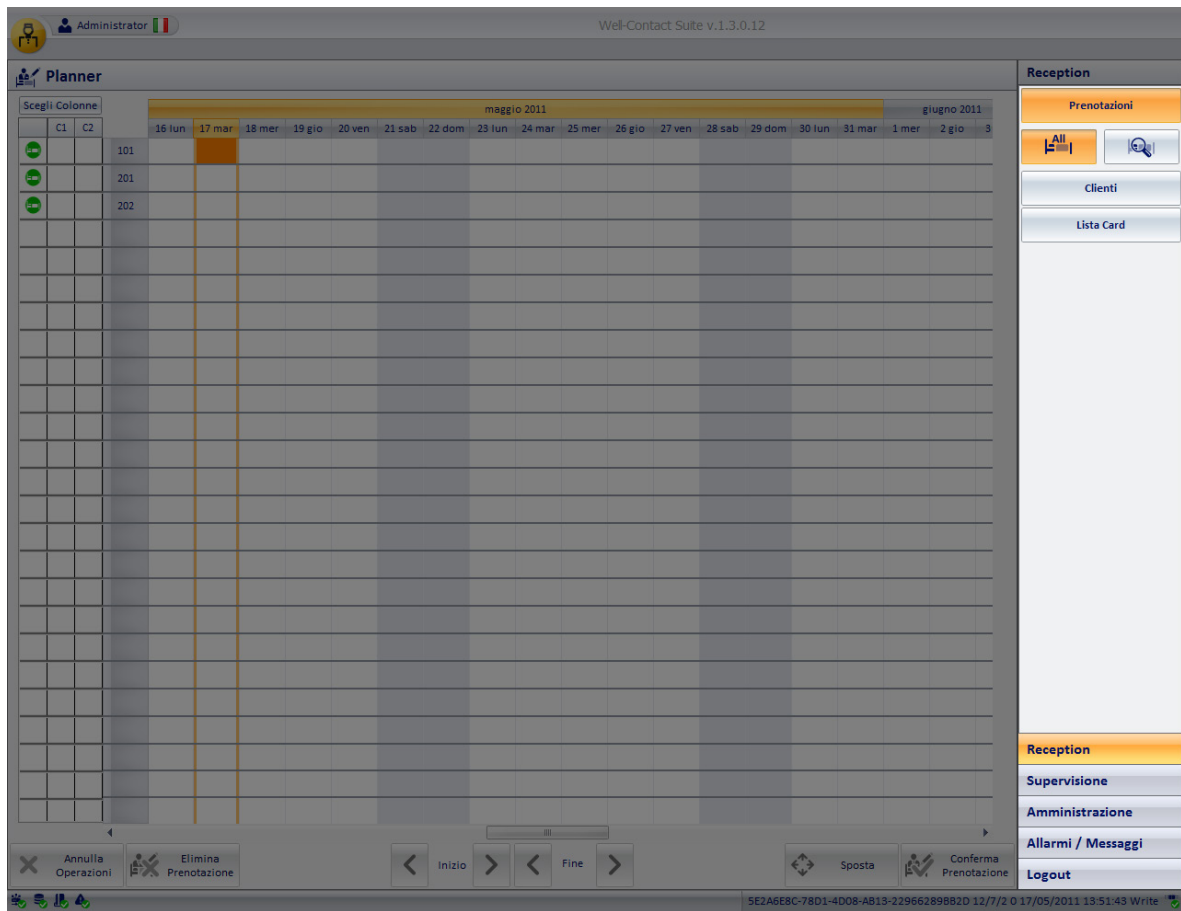 Administrator
Well-Contact Suite v.1.3.0.12
Planner
Reception
Scegli Colonne
maggio 2011
giugno 2011
Prenotazioni
C1 C2
16 lun 17 mar 18 mer 19 gio 20 ven 21 sab 22 dom 23 lun 24 mar 25 mer 26 gio 27 ven 28 sab 29 dom 30 lun 31 mar 1 mer 2 gio 3
101
All
201
Clienti
202
Lista Card
Reception
Supervisione
Amministrazione
Allarmi / Messaggi
Logout
Annulla
Operazioni
Elimina
Prenotazione
Inizio
Fine
Sposta
Conferma
Prenotazione
5E2A6E8C-78D1-4D08-AB13-22966289BB2D 12/7/2 0 17/05/2011 13:51:43 Write